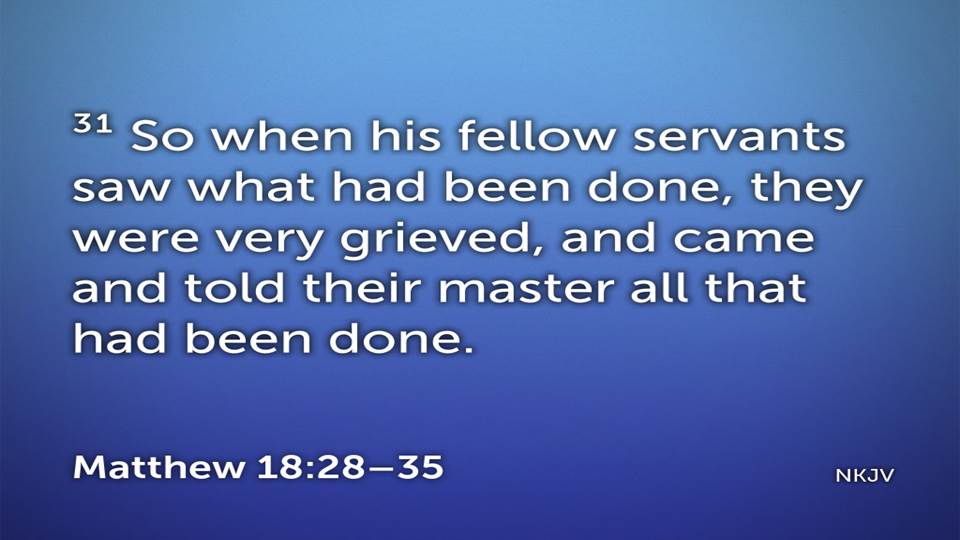 31 So when his fellow servants
saw what had been done, they
were very grieved, and came
and told their master all that
had been done.
Matthew 18:28–35
NKJV